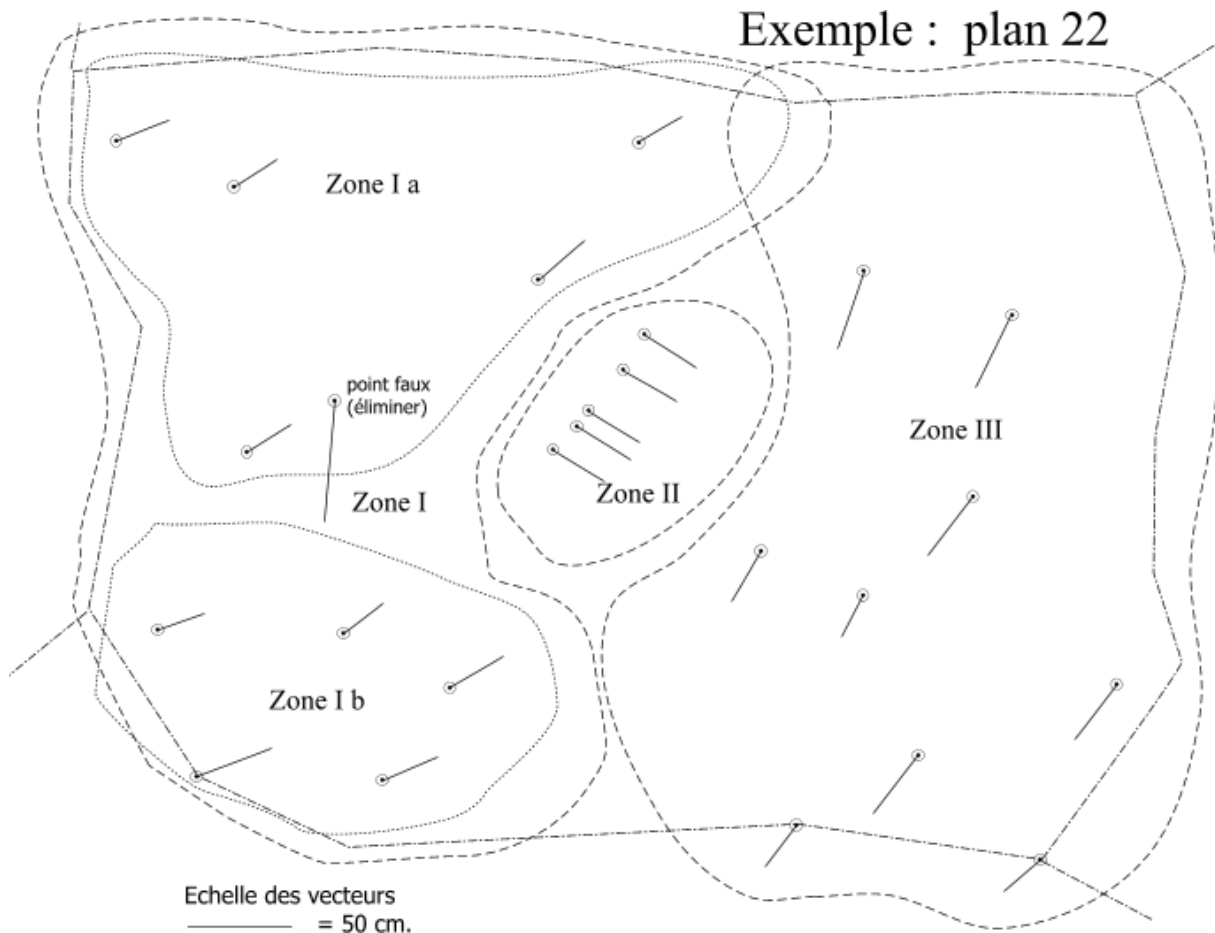 Exemple : plan 22
Zone I a
point faux
(éliminer)
Zone III
Zone I
Zone II
Zone I b
Echelle des vecteurs
= 50 cm.